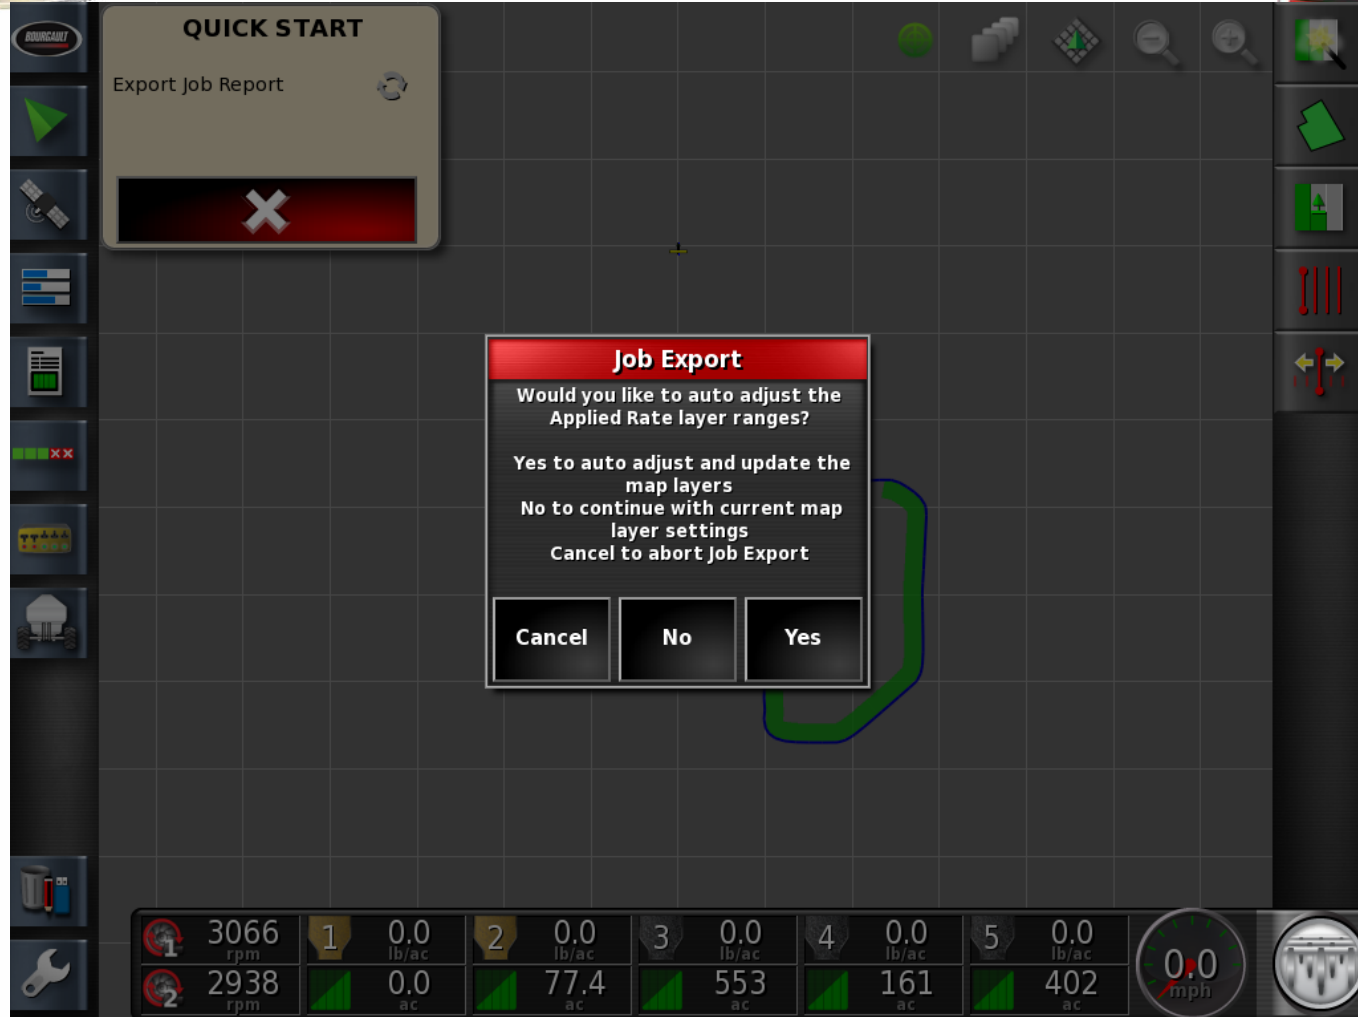 BOURGAULT
QUICK START
Export Job Report
Job Export
Would you like to auto adjust the
Applied Rate layer ranges?
Yes to auto adjust and update the
map layers
No to continue with current map
layer settings
Cancel to abort Job Export
Cancel
No
Yes
1
3066
rpm
1
0.0
lb/ac
2
0.0
lb/ac
3
0.0
lb/ac
4
0.0
lb/ac
5
0.0
lb/ac
2
2938
rpm
0.0
ac
77.4
ac
553
ac
161
ac
402
ac
0.0
mph